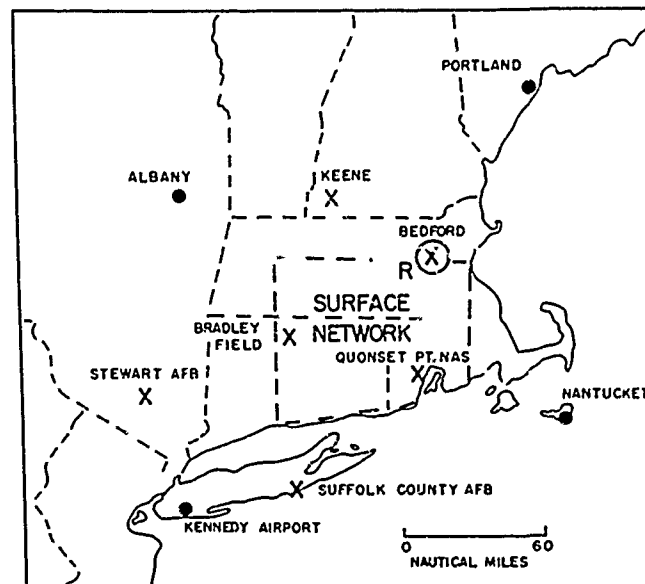 PORTLAND
ALBANY
KEENE
BEDFORD
R
SURFACE
BRADLEY
FIELD
NETWORK
QUONSET PT. NAS
STEWART AFB
NANTUCKET
SUFFOLK COUNTY AFB
KENNEDY AIRPORT
0 60
NAUTICAL MILES